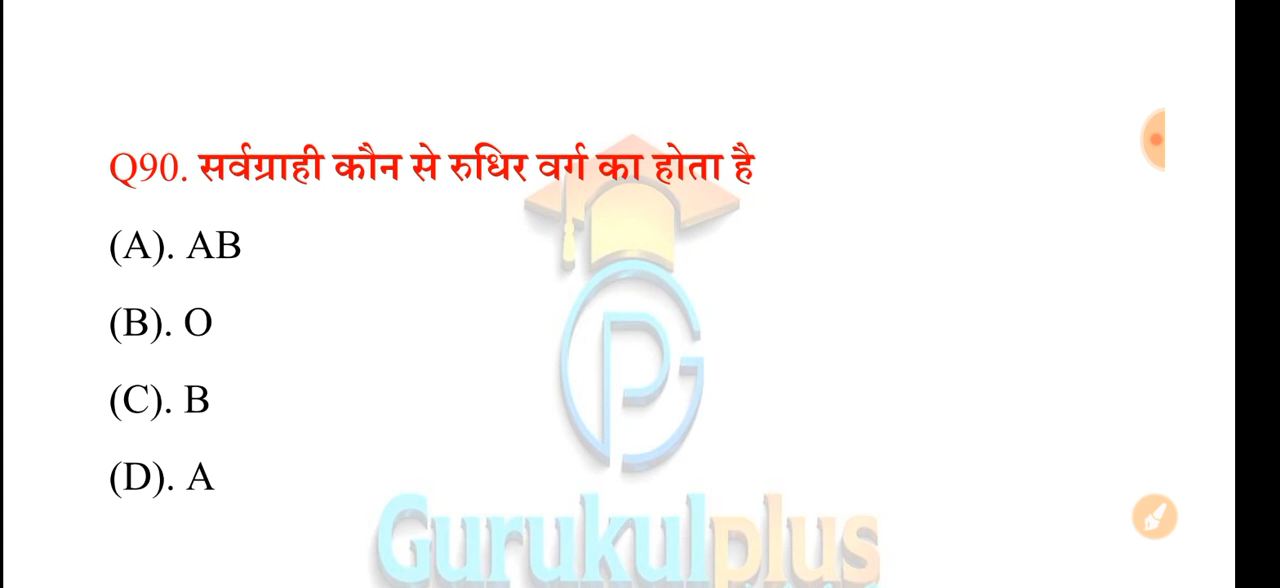 Q90. सर्वग्राही कौन से रुधिर वर्ग का होता है
(A). AB
(B). O
(C). B
(D). A
Gurukulplus